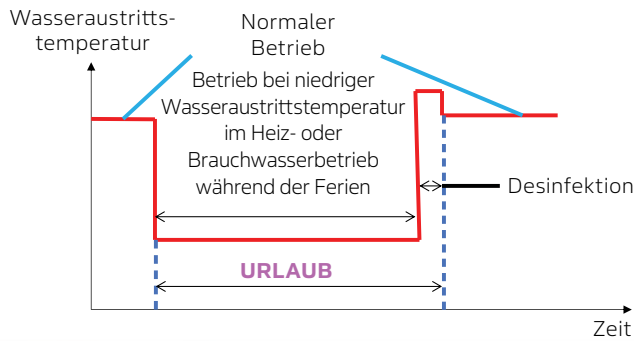 Wasseraustritts-
temperatur
Normaler
Betrieb
Betrieb bei niedriger
Wasseraustrittstemperatur
im Heiz- oder
Brauchwasserbetrieb
während der Ferien
Desinfektion
URLAUB
Zeit